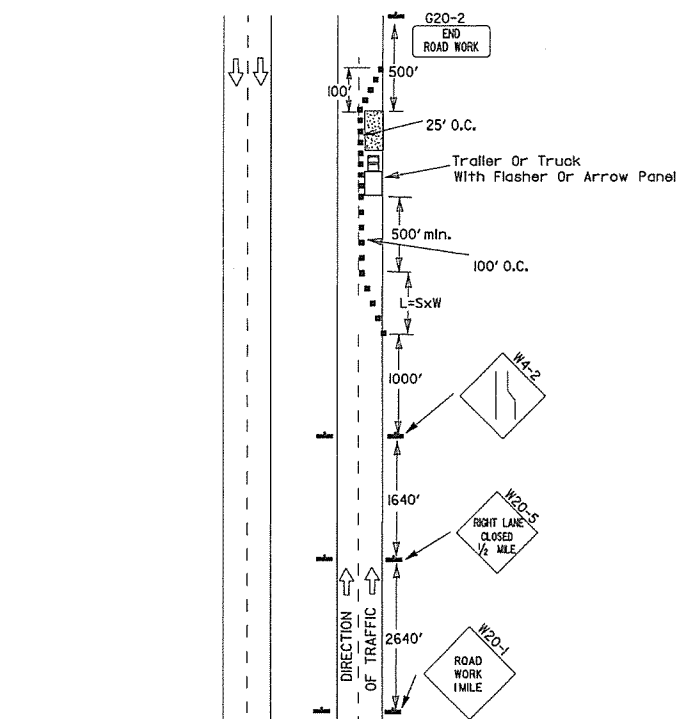 G20-2
END
ROAD WORK
500'
100'
25' O.C.
Trailer Or Truck
With Flasher Or Arrow Panel
500' min.
100' O.C.
L=SxW
W4-2
1000'
1640'
W20-5
RIGHT LANE
CLOSED
1/2 MILE
DIRECTION
OF TRAFFIC
2640'
W20-1
ROAD
WORK
1 MILE